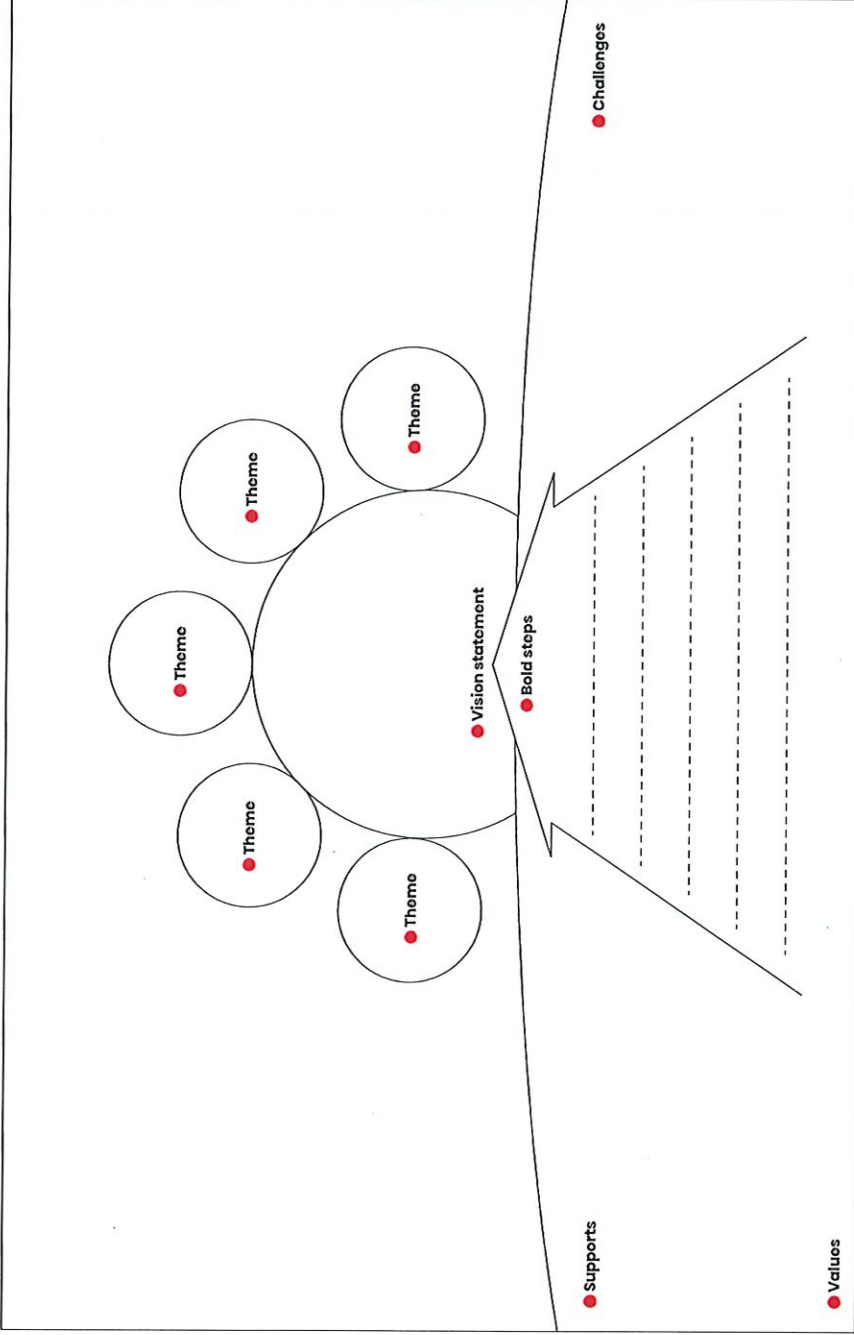 Theme
Theme
Theme
Theme
Theme
Vision statement
Bold steps
Supports
Challenges
Values